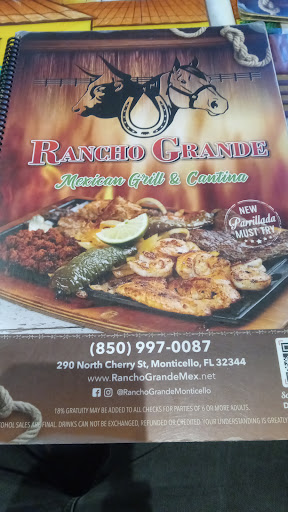 RANCHO GRANDE
Mexican Grill & Cantina
NEW
Parrillada
MUST TRY
(850) 997-0087
290 North Cherry St, Monticello, FL 32344
www.RanchoGrandeMex.net
@RanchoGrandeMonticello
18% GRATUITY MAY BE ADDED TO ALL CHECKS FOR PARTIES OF 6 OR MORE ADULTS.
ALES ARE FINAL. DRINKS CAN NOT BE EXCHANGED, REFUNDED OR CREDITED. YOUR UNDERSTANDING IS GREATLY